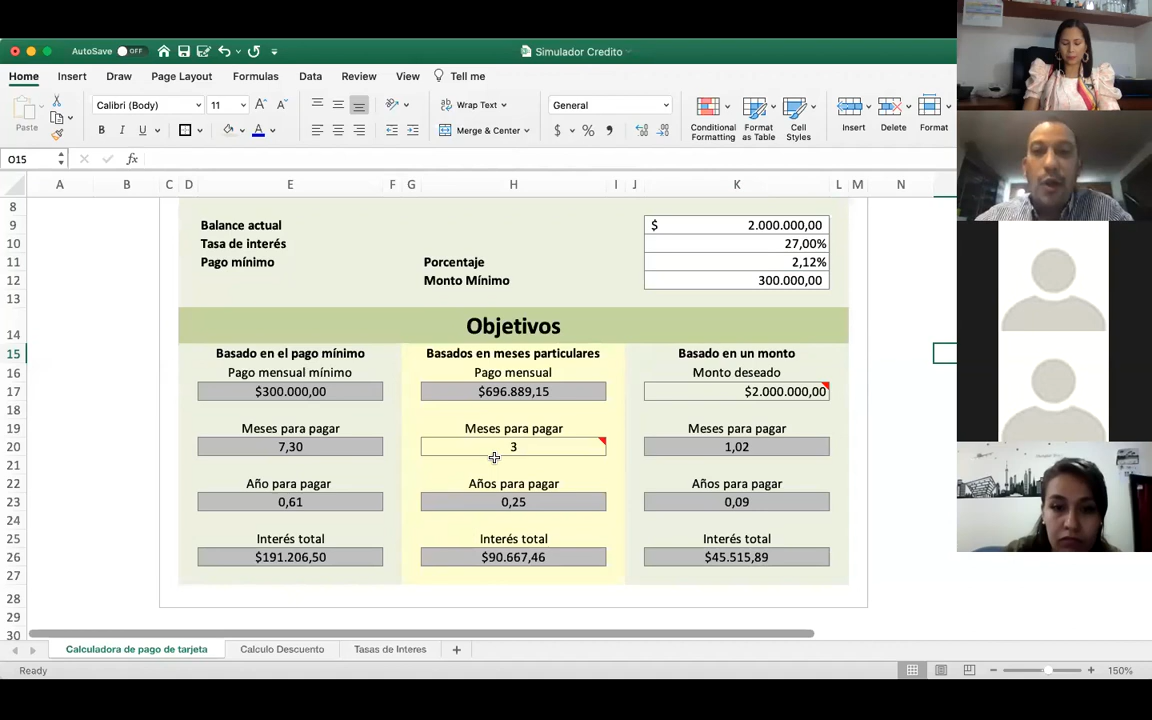 AutoSave OFF
Simulador Credito
Home Insert Draw Page Layout Formulas Data Review View Tell me
Paste
Calibri (Body) 11
B I U
Wrap Text
Merge & Center
General
$ %
Conditional Formatting
Format as Table
Cell Styles
Insert Delete Format
O15 fx
A B C D E F G H I J K L M N
8
9 Balance actual $ 2.000.000,00
10 Tasa de interés 27,00%
11 Pago mínimo Porcentaje 2,12%
12 Monto Mínimo 300.000,00
13
14 Objetivos
15 Basado en el pago mínimo Basados en meses particulares Basado en un monto
16 Pago mensual mínimo Pago mensual Monto deseado
17 $300.000,00 $696.889,15 $2.000.000,00
18
19 Meses para pagar Meses para pagar Meses para pagar
20 7,30 3 1,02
21
22 Año para pagar Años para pagar Años para pagar
23 0,61 0,25 0,09
24
25 Interés total Interés total Interés total
26 $191.206,50 $90.667,46 $45.515,89
27
28
29
30
Calculadora de pago de tarjeta Calculo Descuento Tasas de Interes +
Ready 150%